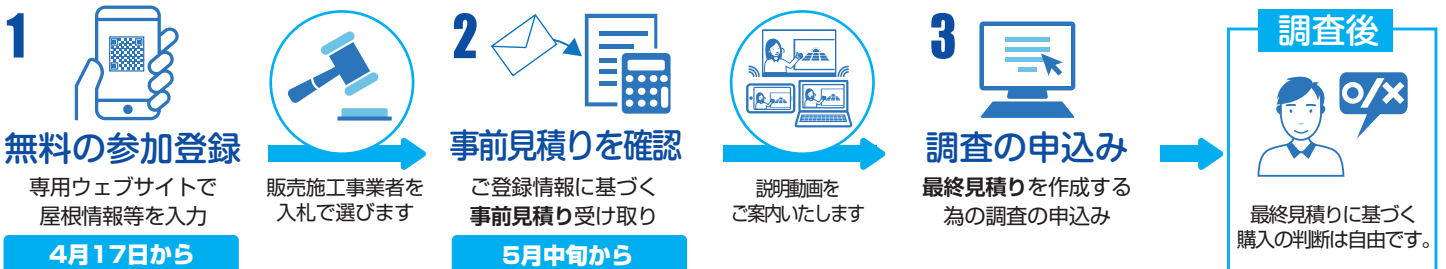 1
無料の参加登録
専用ウェブサイトで
屋根情報等を入力
4月17日から
販売施工事業者を
入札で選びます
2
事前見積りを確認
ご登録情報に基づく
事前見積り受け取り
5月中旬から
説明動画を
ご案内いたします
3
調査の申込み
最終見積りを作成する
為の調査の申込み
調査後
o/×
最終見積りに基づく
購入の判断は自由です。